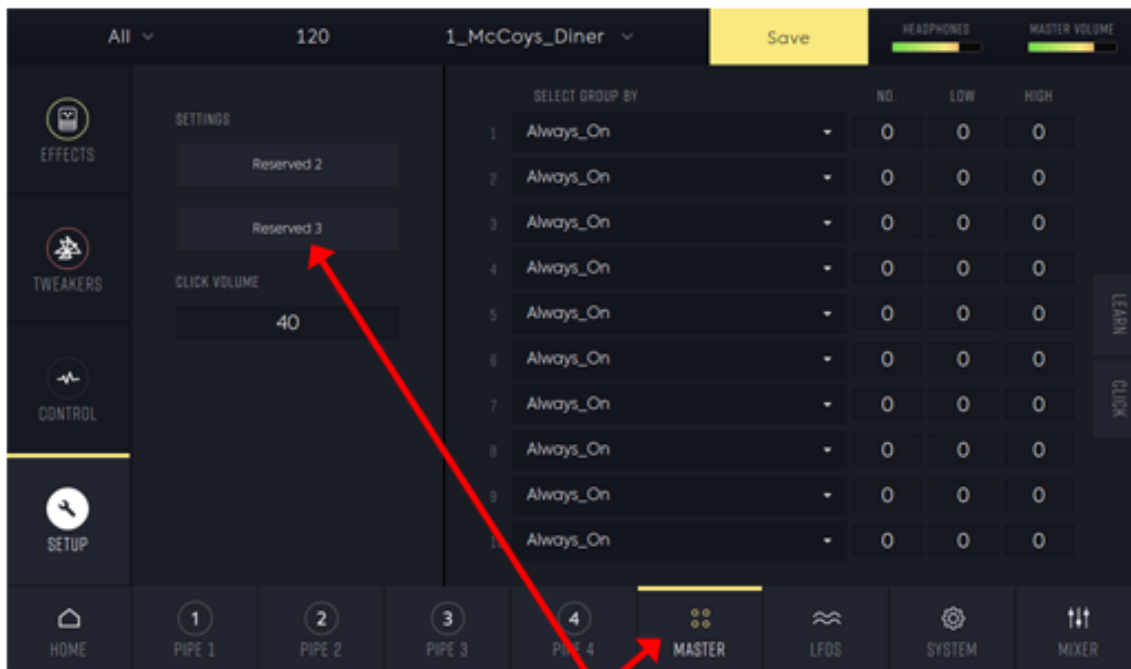 All 120 1_McCoys_Diner Save HEADPHONES MASTER VOLUME
EFFECTS
TWEAKERS
CONTROL
SETUP
SETTINGS
Reserved 2
Reserved 3
CLICK VOLUME
40
SELECT GROUP BY NO. LOW HIGH
1 Always_On 0 0 0
2 Always_On 0 0 0
3 Always_On 0 0 0
4 Always_On 0 0 0
5 Always_On 0 0 0
6 Always_On 0 0 0
7 Always_On 0 0 0
8 Always_On 0 0 0
9 Always_On 0 0 0
10 Always_On 0 0 0
LEARN
CLICK
HOME
1 PIPE 1
2 PIPE 2
3 PIPE 3
4 PIPE 4
MASTER
LFOS
SYSTEM
MIXER